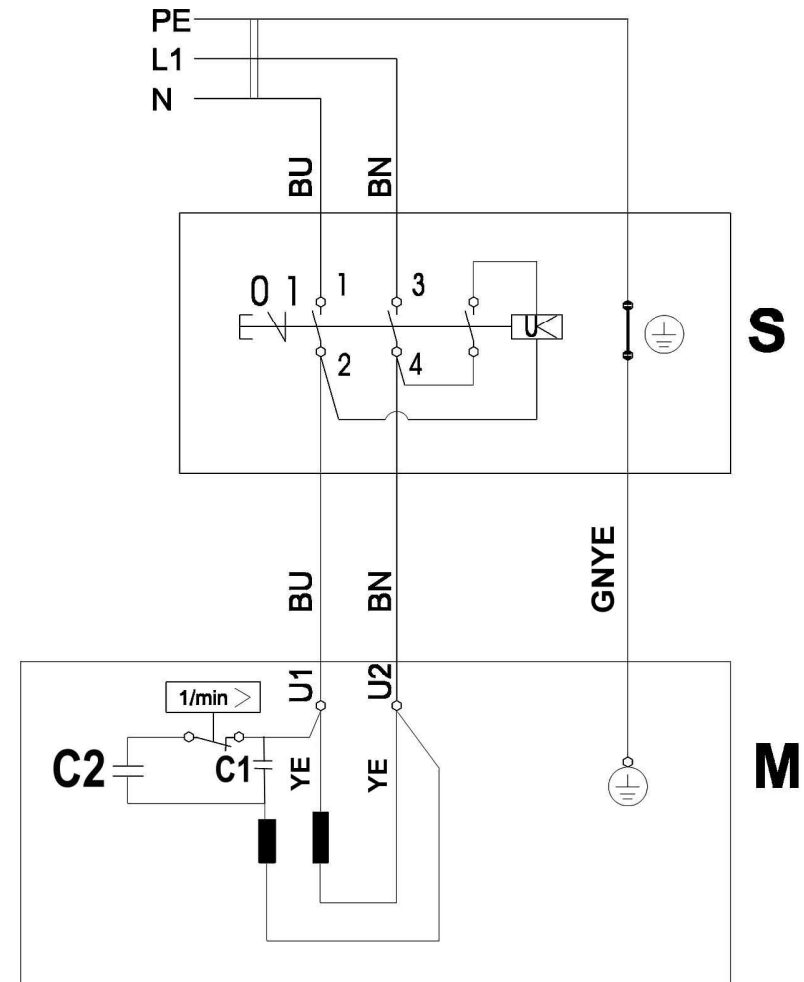 PE
L1
N
BU BN
0 1 1 3
U<
S
2 4
BU BN GNYE
U1 U2
1/min >
C2 C1 YE YE
M